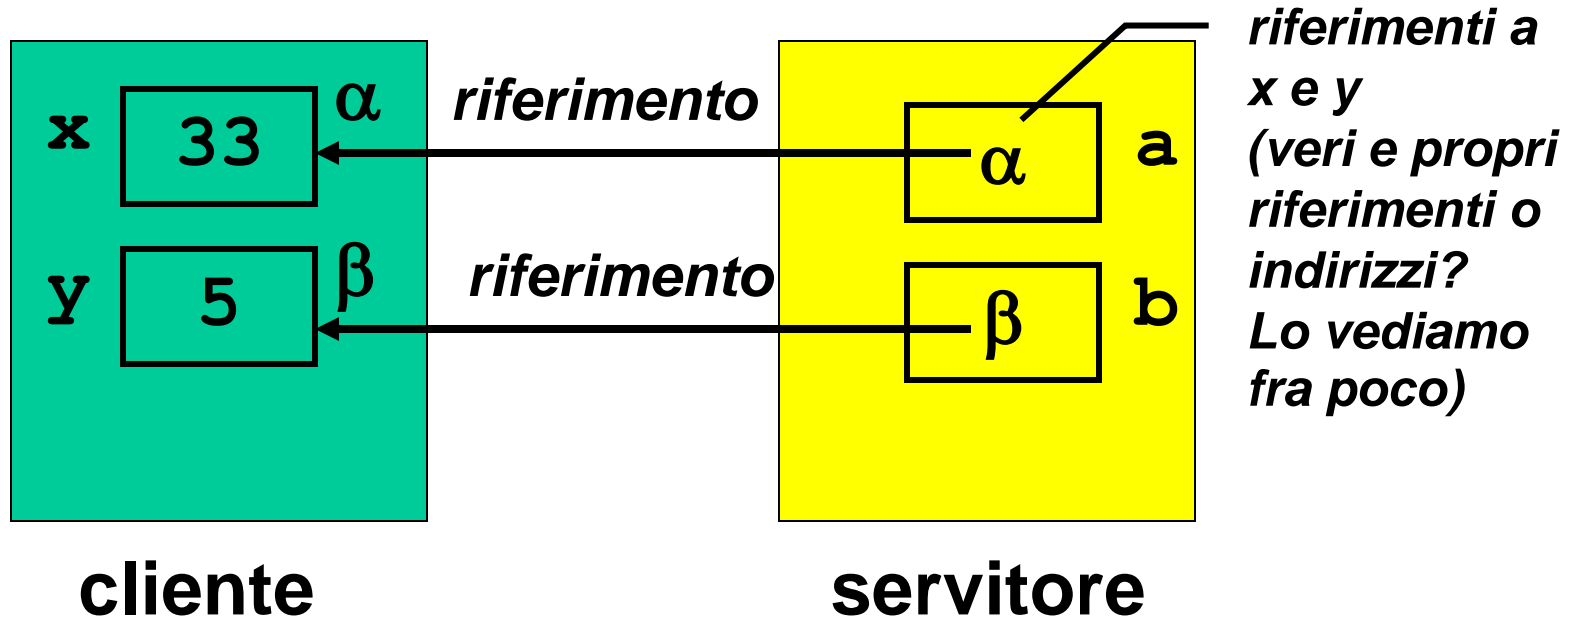 x
33
α
riferimento
α
a
y
5
β
riferimento
β
b
riferimenti a
x e y
(veri e propri
riferimenti o
indirizzi?
Lo vediamo
fra poco)
cliente
servitore